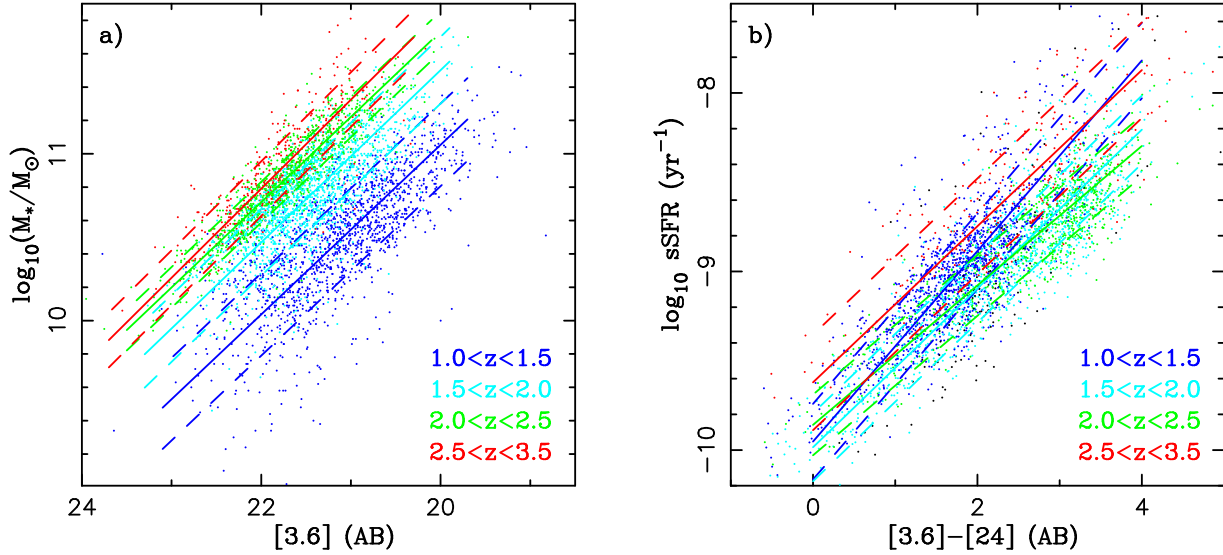 a)
log₁₀(M*/M⊙)
11
10
1.0<z<1.5
1.5<z<2.0
2.0<z<2.5
2.5<z<3.5
24
22
20
[3.6] (AB)
b)
log₁₀ sSFR (yr⁻¹)
−8
−9
−10
1.0<z<1.5
1.5<z<2.0
2.0<z<2.5
2.5<z<3.5
0
2
4
[3.6]−[24] (AB)